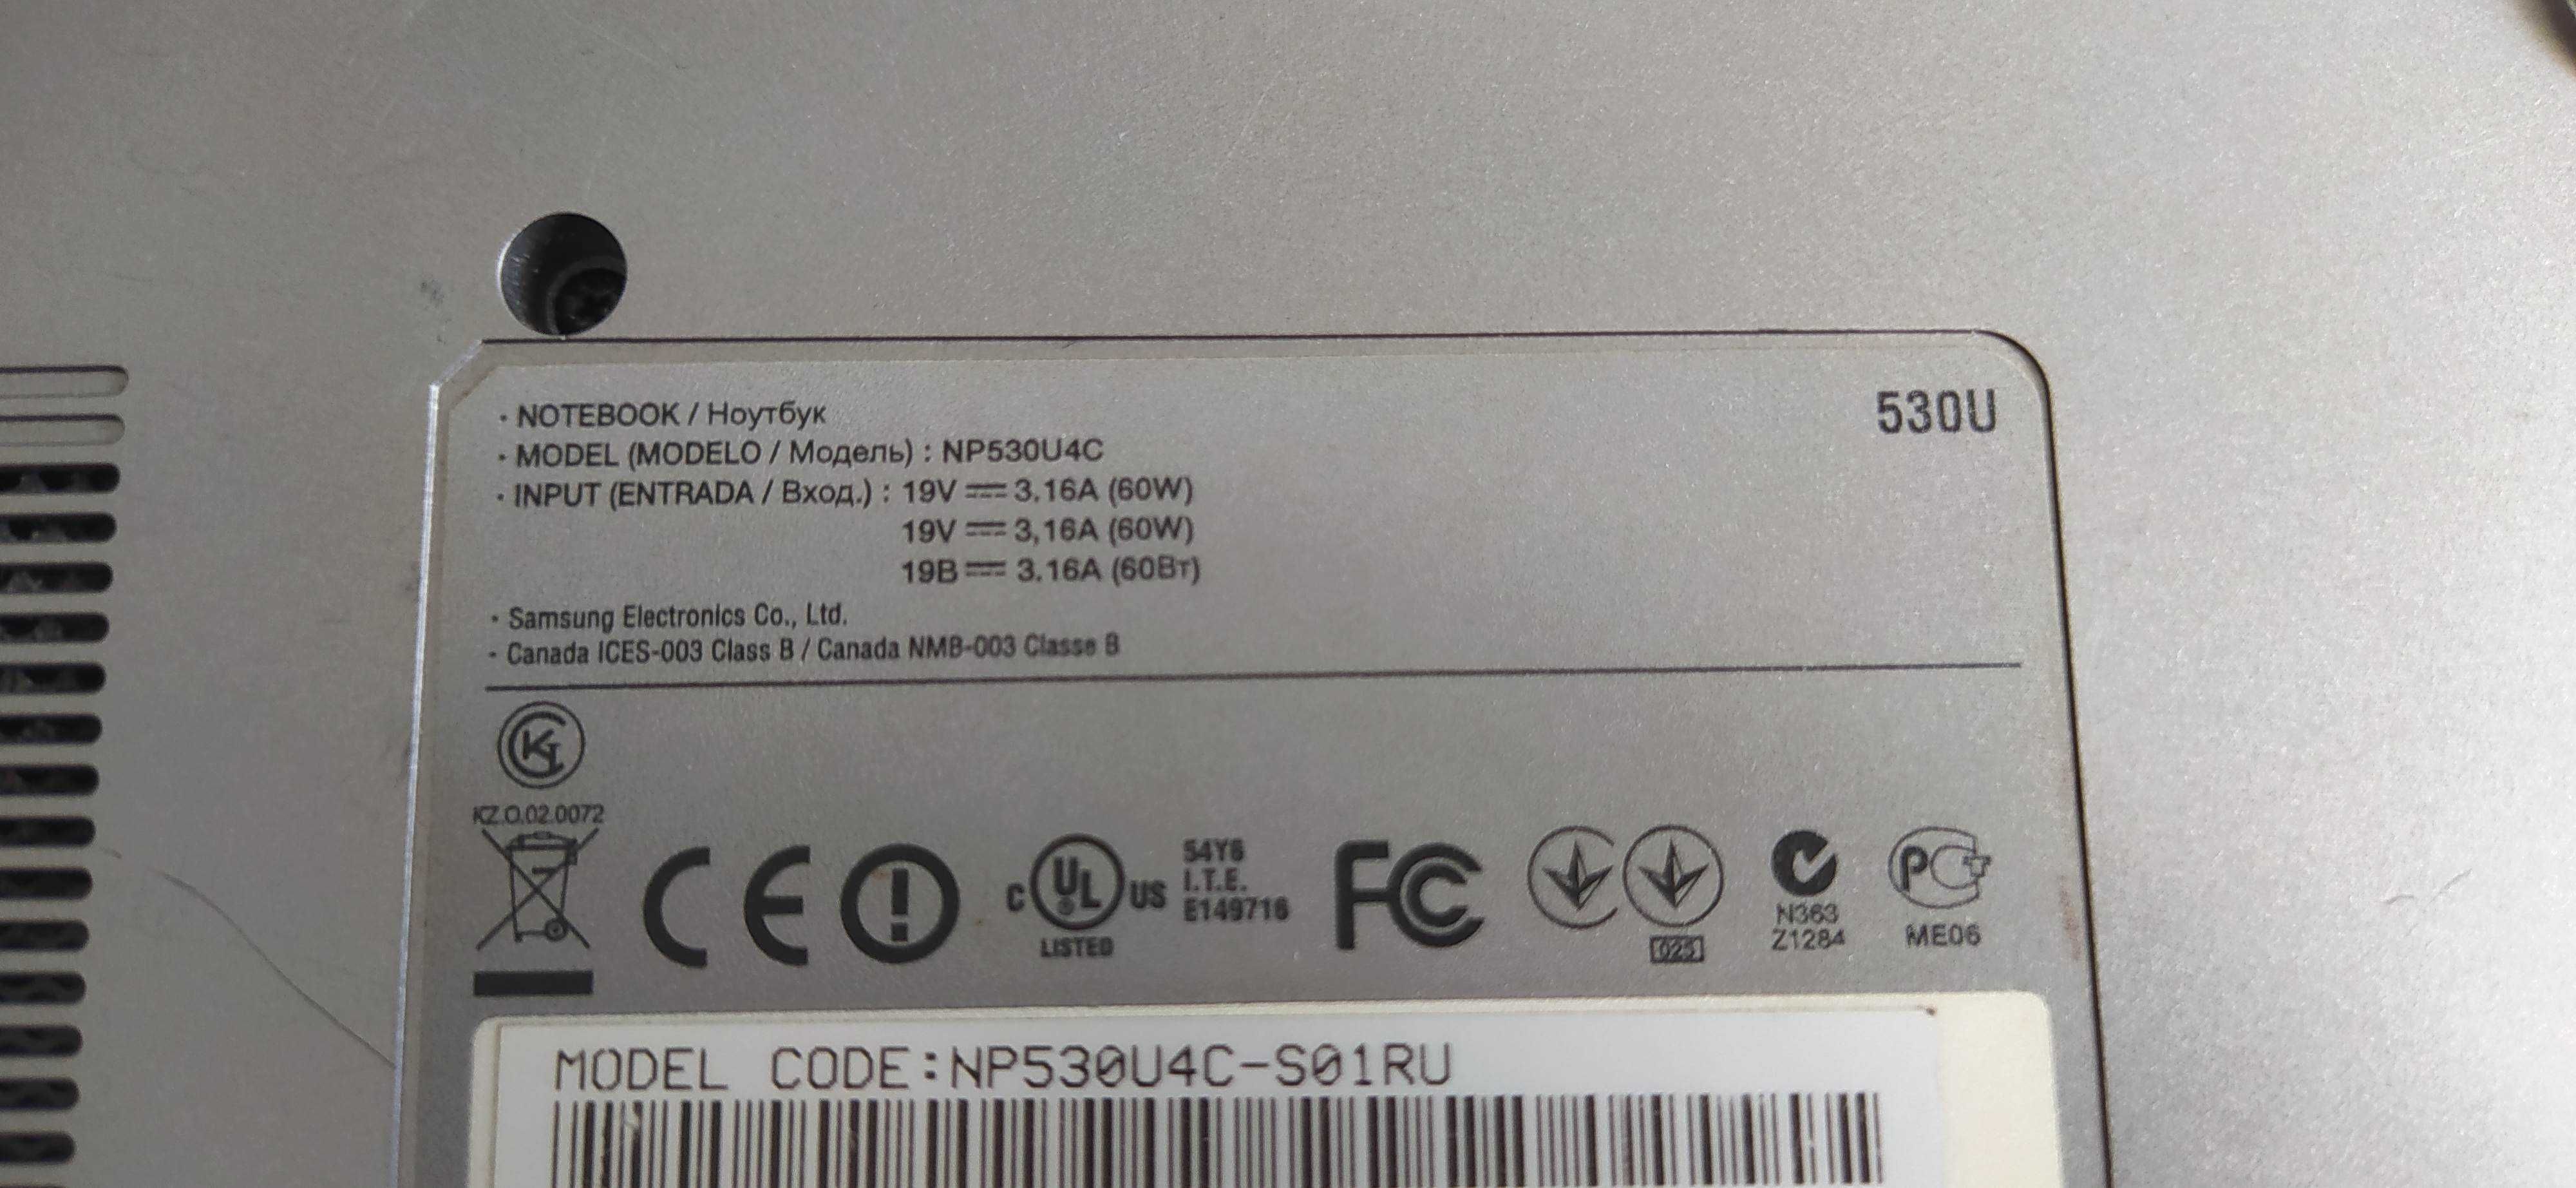 530U
· NOTEBOOK / Ноутбук
· MODEL (MODELO / Модель) : NP530U4C
· INPUT (ENTRADA / Вход.) : 19V 3.16A (60W)
19V 3,16A (60W)
19В 3.16A (60Вт)
· Samsung Electronics Co., Ltd.
· Canada ICES-003 Class B / Canada NMB-003 Classe B
KZ.O.02.0072
CE
C UL US
LISTED
54Y6
I.T.E.
E149716
FC
025
N363
Z1284
РСТ
ME06
MODEL CODE:NP530U4C-S01RU